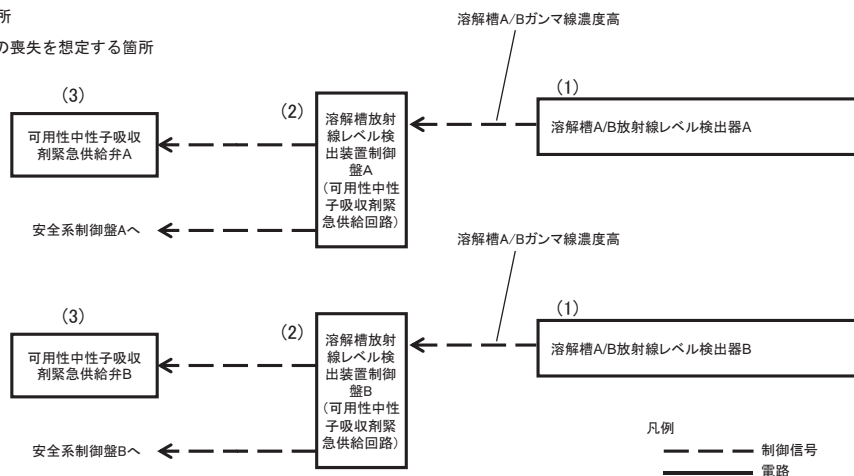 所
の喪失を想定する箇所
溶解槽A/Bガンマ線濃度高
(3)
(2)
(1)
可用性中性子吸収
剤緊急供給弁A
溶解槽放射
線レベル検
出装置制御
盤A
(可用性中性
子吸収剤緊
急供給回路)
溶解槽A/B放射線レベル検出器A
安全系制御盤Aへ
溶解槽A/Bガンマ線濃度高
(3)
(2)
(1)
可用性中性子吸収
剤緊急供給弁B
溶解槽放射
線レベル検
出装置制御
盤B
(可用性中性
子吸収剤緊
急供給回路)
溶解槽A/B放射線レベル検出器B
安全系制御盤Bへ
凡例
制御信号
電路